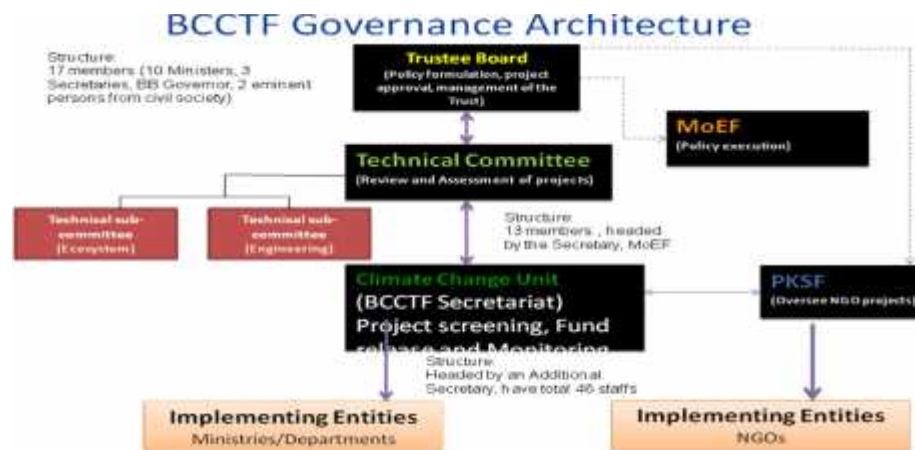 BCCTF Governance Architecture
Structure:
17 members (10 Ministers, 3
Secretaries, BB Governor, 2 eminent
persons from civil society)
Trustee Board
(Policy formulation, project
approval, management of the
Trust)
MoEF
(Policy execution)
Technical Committee
(Review and Assessment of projects)
Technical sub-
committee
(Ecosystem)
Technical sub-
committee
(Engineering)
Structure:
13 members , headed
by the Secretary, MoEF
Climate Change Unit
(BCCTF Secretariat)
Project screening, Fund
release and Monitoring
PKSF
(Oversee NGO projects)
Structure:
Headed by an Additional
Secretary, have total 46 staffs
Implementing Entities
Ministries/Departments
Implementing Entities
NGOs